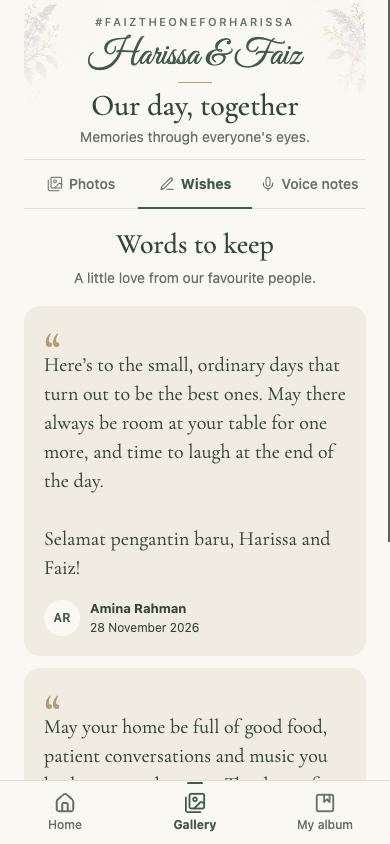 #FAIZTHEONEFORHARISSA
Harissa & Faiz
Our day, together
Memories through everyone's eyes.
Photos
Wishes
Voice notes
Words to keep
A little love from our favourite people.
“
Here’s to the small, ordinary days that
turn out to be the best ones. May there
always be room at your table for one
more, and time to laugh at the end of
the day.
Selamat pengantin baru, Harissa and
Faiz!
AR
Amina Rahman
28 November 2026
“
May your home be full of good food,
patient conversations and music you
Home
Gallery
My album